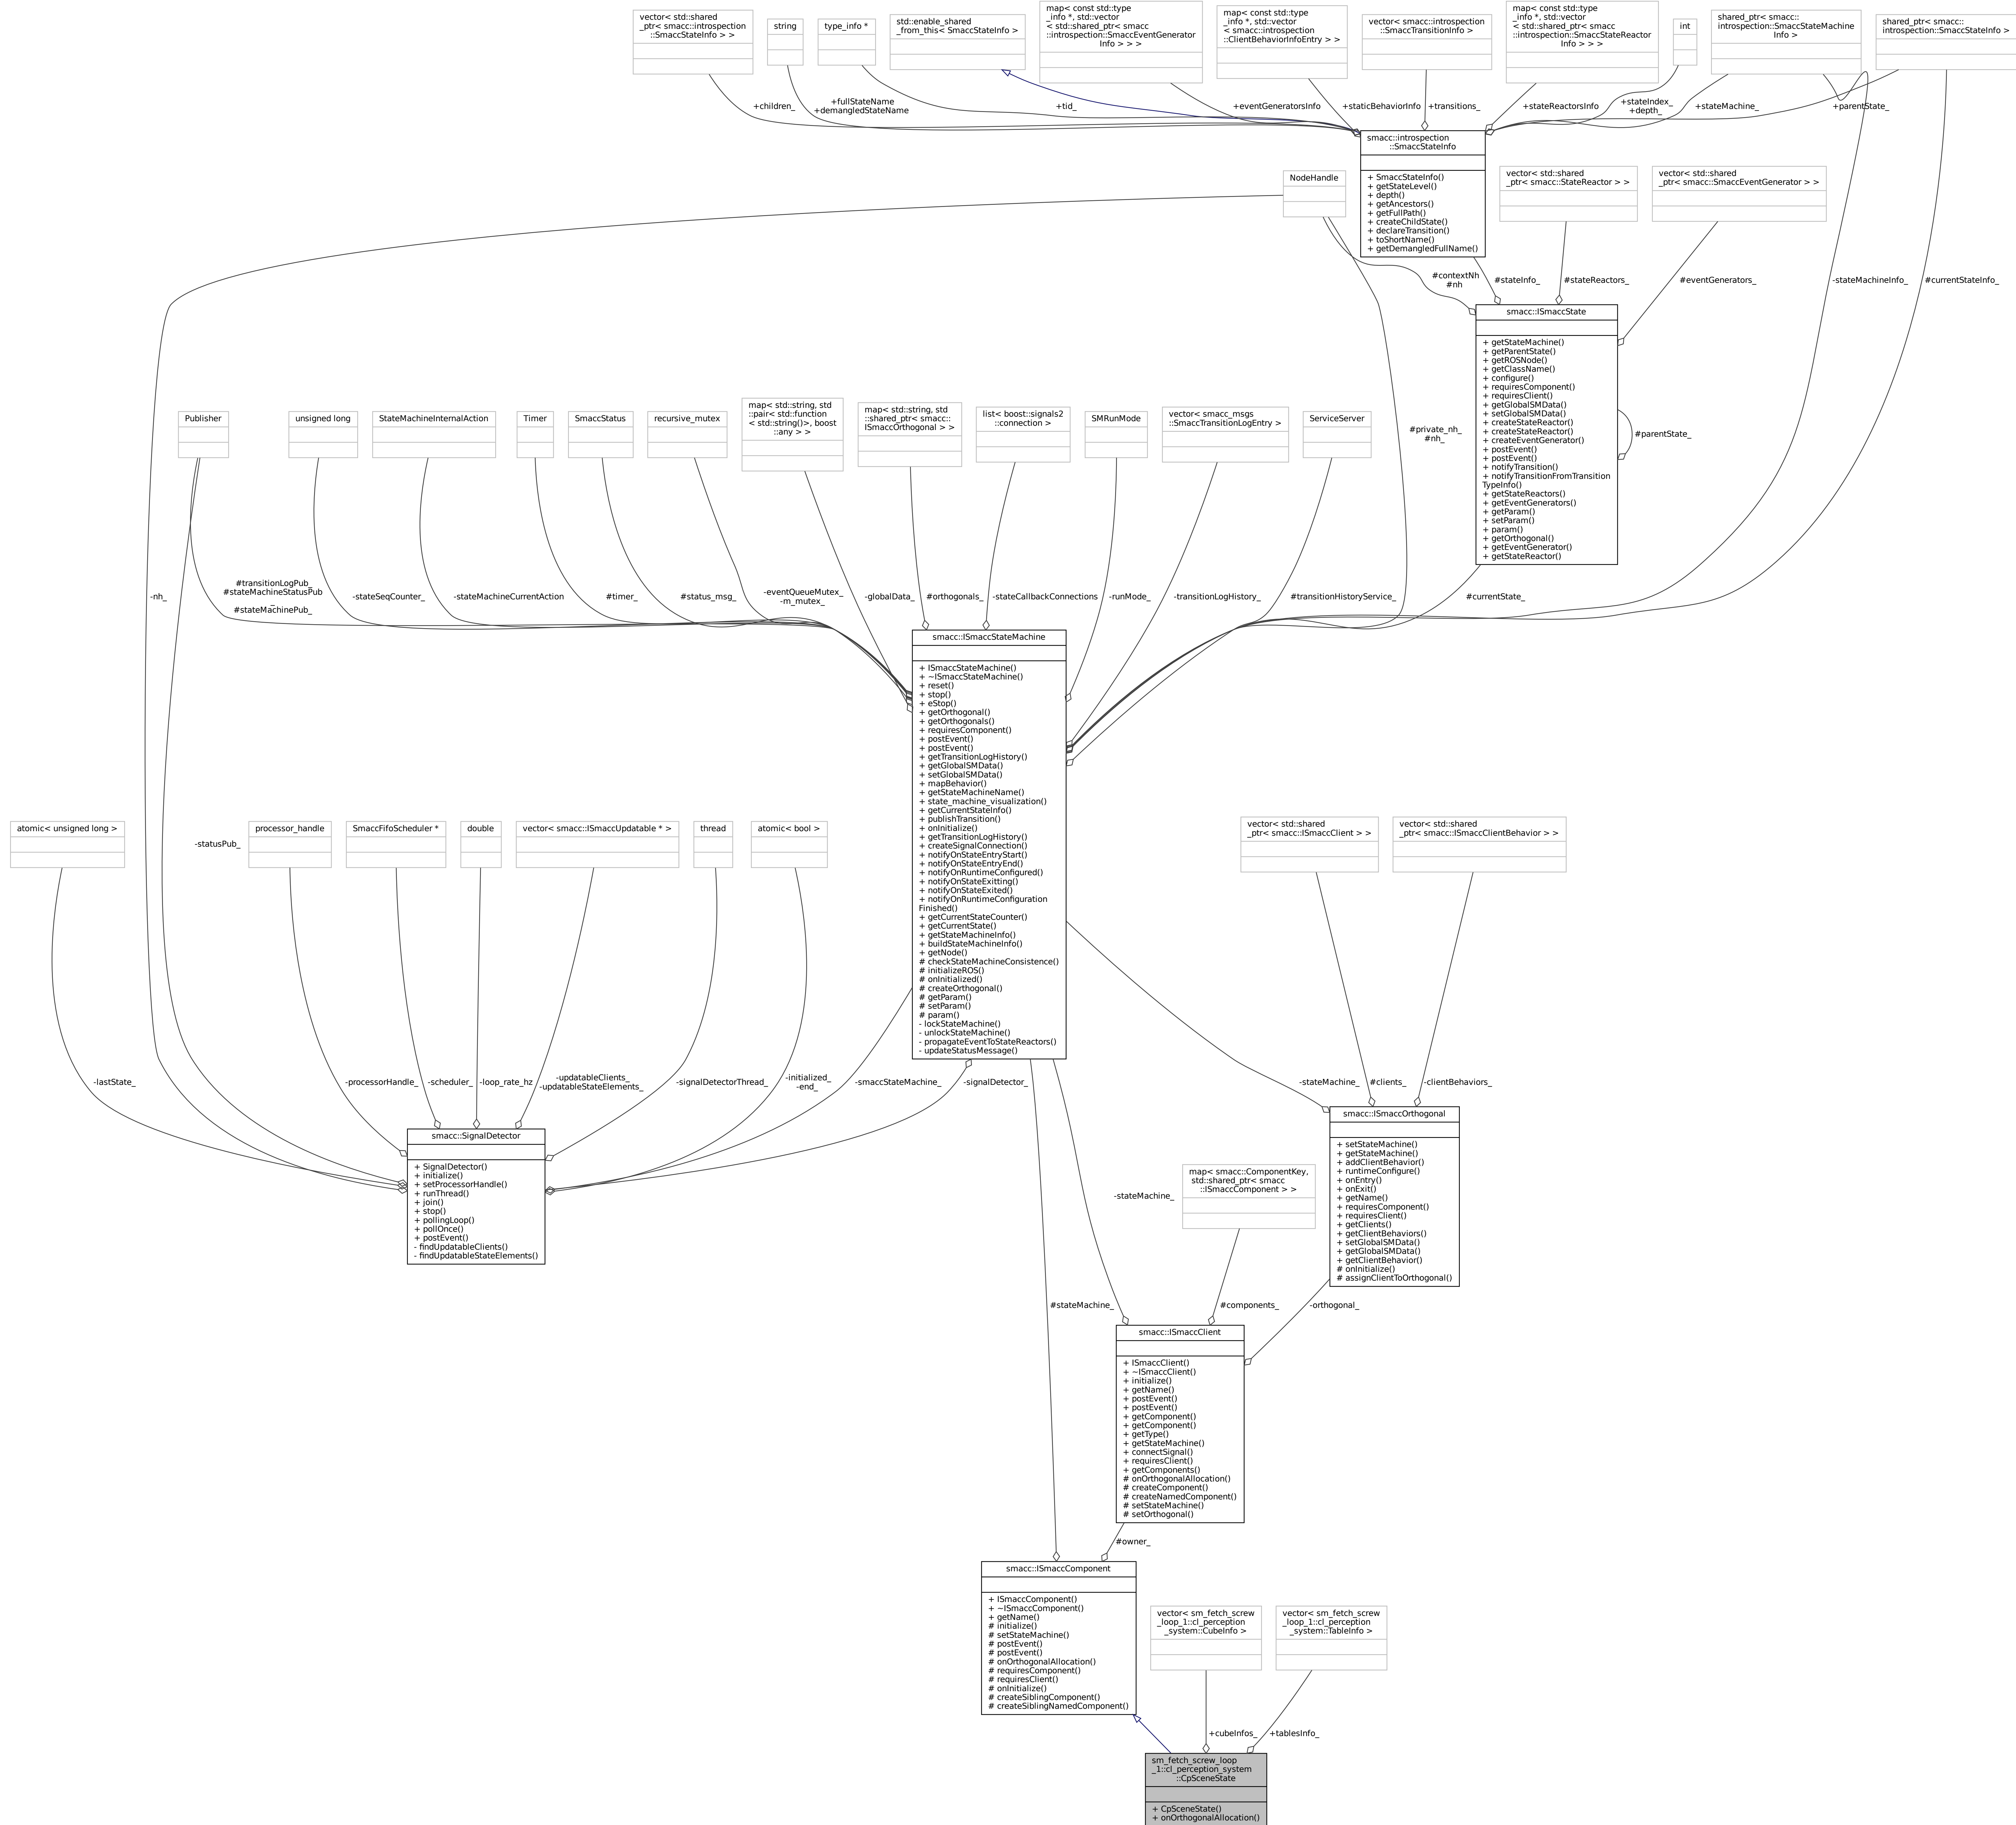 vector< std::shared
_ptr< smacc::introspection
::SmaccStateInfo > >
string
type_info *
std::enable_shared
_from_this< SmaccStateInfo >
map< const std::type
_info *, std::vector
< std::shared_ptr< smacc
::introspection::SmaccEventGenerator
Info > > >
map< const std::type
_info *, std::vector
< smacc::introspection
::ClientBehaviorInfoEntry > >
vector< smacc::introspection
::SmaccTransitionInfo >
map< const std::type
_info *, std::vector
< std::shared_ptr< smacc
::introspection::SmaccStateReactor
Info > > >
int
shared_ptr< smacc::
introspection::SmaccStateMachine
Info >
shared_ptr< smacc::
introspection::SmaccStateInfo >
+children_
+fullStateName
+demangledStateName
+tid_
+eventGeneratorsInfo
+staticBehaviorInfo
+transitions_
+stateReactorsInfo
+stateIndex_
+depth_
+stateMachine_
+parentState_
smacc::introspection
::SmaccStateInfo
+ SmaccStateInfo()
+ getStateLevel()
+ depth()
+ getAncestors()
+ getFullPath()
+ createChildState()
+ declareTransition()
+ toShortName()
+ getDemangledFullName()
NodeHandle
vector< std::shared
_ptr< smacc::StateReactor > >
vector< std::shared
_ptr< smacc::SmaccEventGenerator > >
#contextNh
#nh
#stateInfo_
#stateReactors_
#eventGenerators_
-stateMachineInfo_
#currentStateInfo_
smacc::ISmaccState
+ getStateMachine()
+ getParentState()
+ getROSNode()
+ getClassName()
+ configure()
+ requiresComponent()
+ requiresClient()
+ getGlobalSMData()
+ setGlobalSMData()
+ createStateReactor()
+ createStateReactor()
+ createEventGenerator()
+ postEvent()
+ postEvent()
+ notifyTransition()
+ notifyTransitionFromTransition
TypeInfo()
+ getStateReactors()
+ getEventGenerators()
+ getParam()
+ setParam()
+ param()
+ getOrthogonal()
+ getEventGenerator()
+ getStateReactor()
#parentState_
Publisher
unsigned long
StateMachineInternalAction
Timer
SmaccStatus
recursive_mutex
map< std::string, std
::pair< std::function
< std::string()>, boost
::any > >
map< std::string, std
::shared_ptr< smacc::
ISmaccOrthogonal > >
list< boost::signals2
::connection >
SMRunMode
vector< smacc_msgs
::SmaccTransitionLogEntry >
ServiceServer
#private_nh_
#nh_
-nh_
#transitionLogPub_
#stateMachineStatusPub
_
#stateMachinePub_
-stateSeqCounter_
-stateMachineCurrentAction
#timer_
#status_msg_
-eventQueueMutex_
-m_mutex_
-globalData_
#orthogonals_
-stateCallbackConnections
-runMode_
-transitionLogHistory_
#transitionHistoryService_
#currentState_
smacc::ISmaccStateMachine
+ ISmaccStateMachine()
+ ~ISmaccStateMachine()
+ reset()
+ stop()
+ eStop()
+ getOrthogonal()
+ getOrthogonals()
+ requiresComponent()
+ postEvent()
+ postEvent()
+ getTransitionLogHistory()
+ getGlobalSMData()
+ setGlobalSMData()
+ mapBehavior()
+ getStateMachineName()
+ state_machine_visualization()
+ getCurrentStateInfo()
+ publishTransition()
+ onInitialize()
+ getTransitionLogHistory()
+ createSignalConnection()
+ notifyOnStateEntryStart()
+ notifyOnStateEntryEnd()
+ notifyOnRuntimeConfigured()
+ notifyOnStateExitting()
+ notifyOnStateExited()
+ notifyOnRuntimeConfiguration
Finished()
+ getCurrentStateCounter()
+ getCurrentState()
+ getStateMachineInfo()
+ buildStateMachineInfo()
+ getNode()
# checkStateMachineConsistence()
# initializeROS()
# onInitialized()
# createOrthogonal()
# getParam()
# setParam()
# param()
- lockStateMachine()
- unlockStateMachine()
- propagateEventToStateReactors()
- updateStatusMessage()
atomic< unsigned long >
-statusPub_
processor_handle
SmaccFifoScheduler *
double
vector< smacc::ISmaccUpdatable * >
thread
atomic< bool >
vector< std::shared
_ptr< smacc::ISmaccClient > >
vector< std::shared
_ptr< smacc::ISmaccClientBehavior > >
-lastState_
-processorHandle_
-scheduler_
-loop_rate_hz
-updatableClients_
-updatableStateElements_
-signalDetectorThread_
-initialized_
-end_
-smaccStateMachine_
-signalDetector_
-stateMachine_
#clients_
-clientBehaviors_
smacc::SignalDetector
+ SignalDetector()
+ initialize()
+ setProcessorHandle()
+ runThread()
+ join()
+ stop()
+ pollingLoop()
+ pollOnce()
+ postEvent()
- findUpdatableClients()
- findUpdatableStateElements()
smacc::ISmaccOrthogonal
+ setStateMachine()
+ getStateMachine()
+ addClientBehavior()
+ runtimeConfigure()
+ onEntry()
+ onExit()
+ getName()
+ requiresComponent()
+ requiresClient()
+ getClients()
+ getClientBehaviors()
+ setGlobalSMData()
+ getGlobalSMData()
+ getClientBehavior()
# onInitialize()
# assignClientToOrthogonal()
-stateMachine_
map< smacc::ComponentKey,
std::shared_ptr< smacc
::ISmaccComponent > >
#stateMachine_
#components_
-orthogonal_
smacc::ISmaccClient
+ ISmaccClient()
+ ~ISmaccClient()
+ initialize()
+ getName()
+ postEvent()
+ postEvent()
+ getComponent()
+ getComponent()
+ getType()
+ getStateMachine()
+ connectSignal()
+ requiresClient()
+ getComponents()
# onOrthogonalAllocation()
# createComponent()
# createNamedComponent()
# setStateMachine()
# setOrthogonal()
#owner_
smacc::ISmaccComponent
+ ISmaccComponent()
+ ~ISmaccComponent()
+ getName()
# initialize()
# setStateMachine()
# postEvent()
# postEvent()
# onOrthogonalAllocation()
# requiresComponent()
# requiresClient()
# onInitialize()
# createSiblingComponent()
# createSiblingNamedComponent()
vector< sm_fetch_screw
_loop_1::cl_perception
_system::CubeInfo >
vector< sm_fetch_screw
_loop_1::cl_perception
_system::TableInfo >
+cubeInfos_
+tablesInfo_
sm_fetch_screw_loop
_1::cl_perception_system
::CpSceneState
+ CpSceneState()
+ onOrthogonalAllocation()